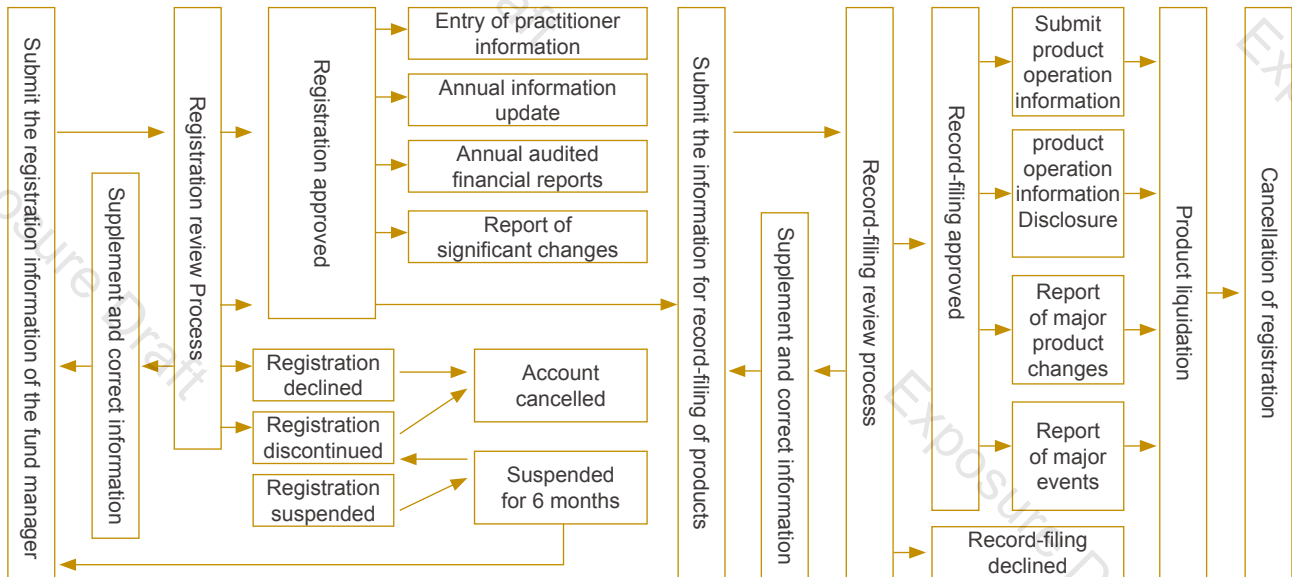 Submit the registration information of the fund manager
Supplement and correct information
Registration review Process
Registration approved
Entry of practitioner
information
Annual information
update
Annual audited
financial reports
Report of
significant changes
Registration
declined
Registration
discontinued
Registration
suspended
Account
cancelled
Suspended
for 6 months
Submit the information for record-filing of products
Supplement and correct information
Record-filing review process
Record-filing approved
Submit
product
operation
information
product
operation
information
Disclosure
Report
of major
product
changes
Report
of major
events
Record-filing
declined
Product liquidation
Cancellation of registration
Exposure Draft